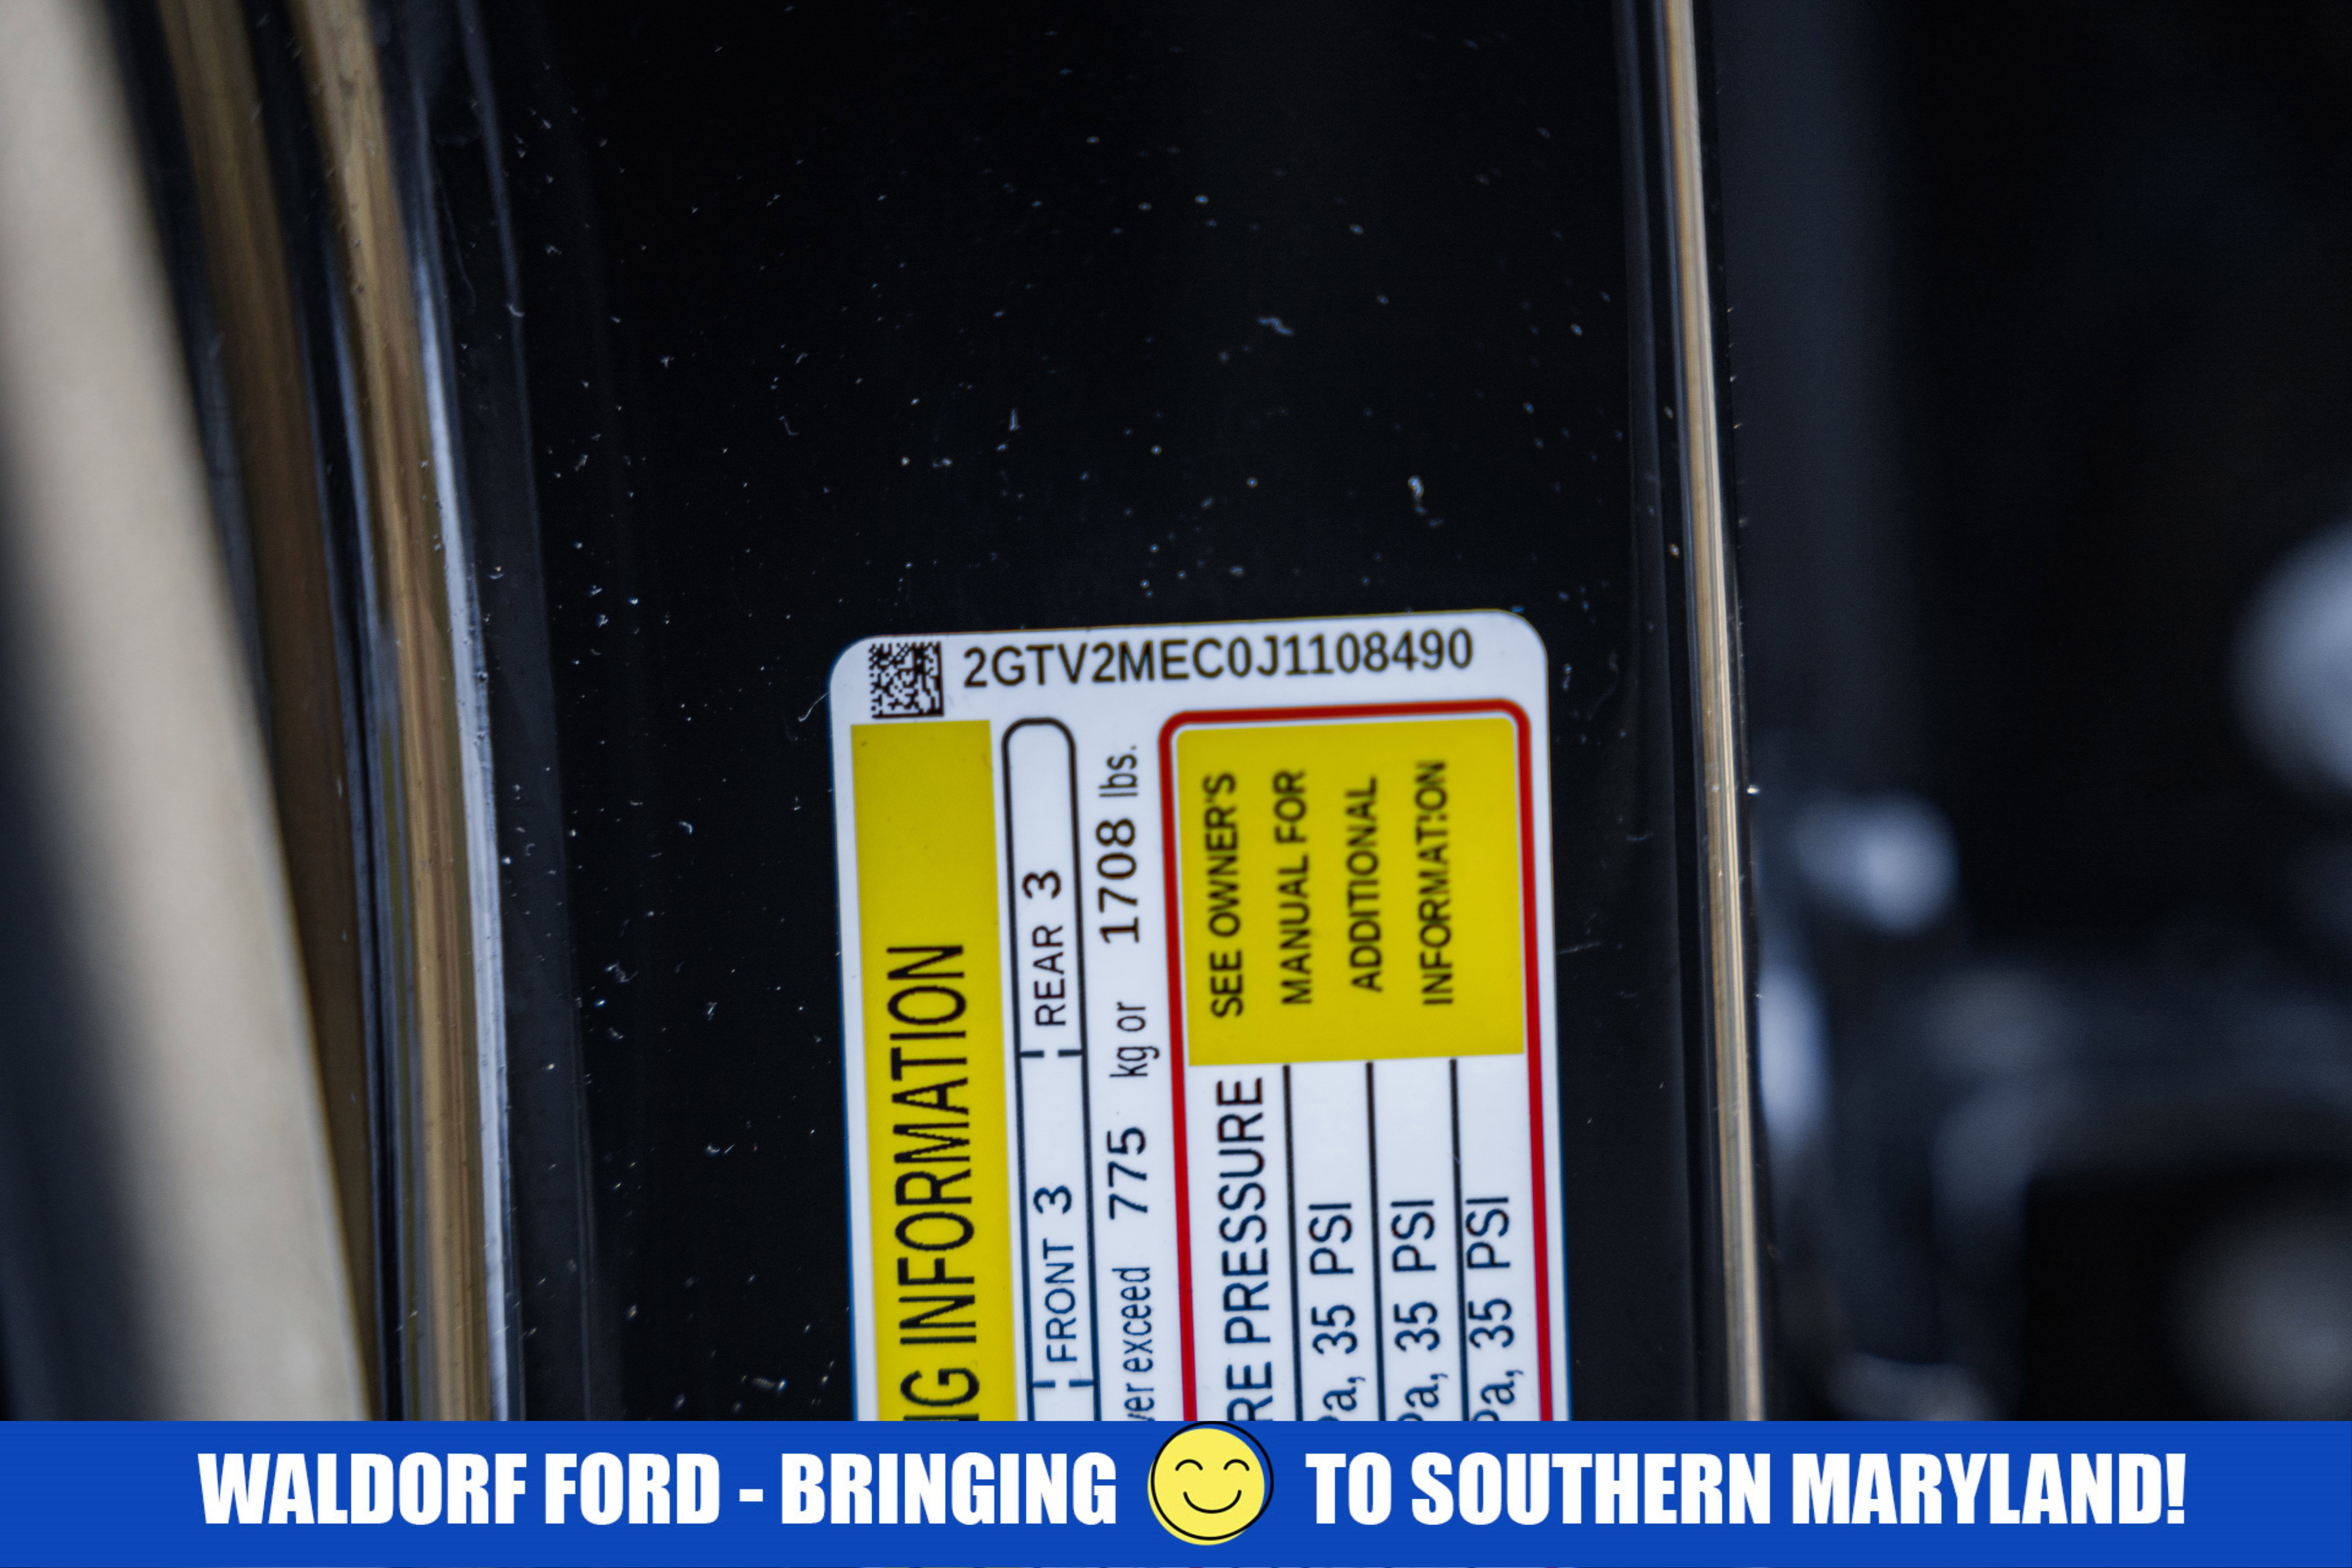 2GTV2MEC0J1108490
NG INFORMATION
FRONT 3 REAR 3
ver exceed 775 kg or 1708 lbs.
RE PRESSURE
Pa, 35 PSI
Pa, 35 PSI
Pa, 35 PSI
SEE OWNER'S
MANUAL FOR
ADDITIONAL
INFORMATION
WALDORF FORD - BRINGING TO SOUTHERN MARYLAND!